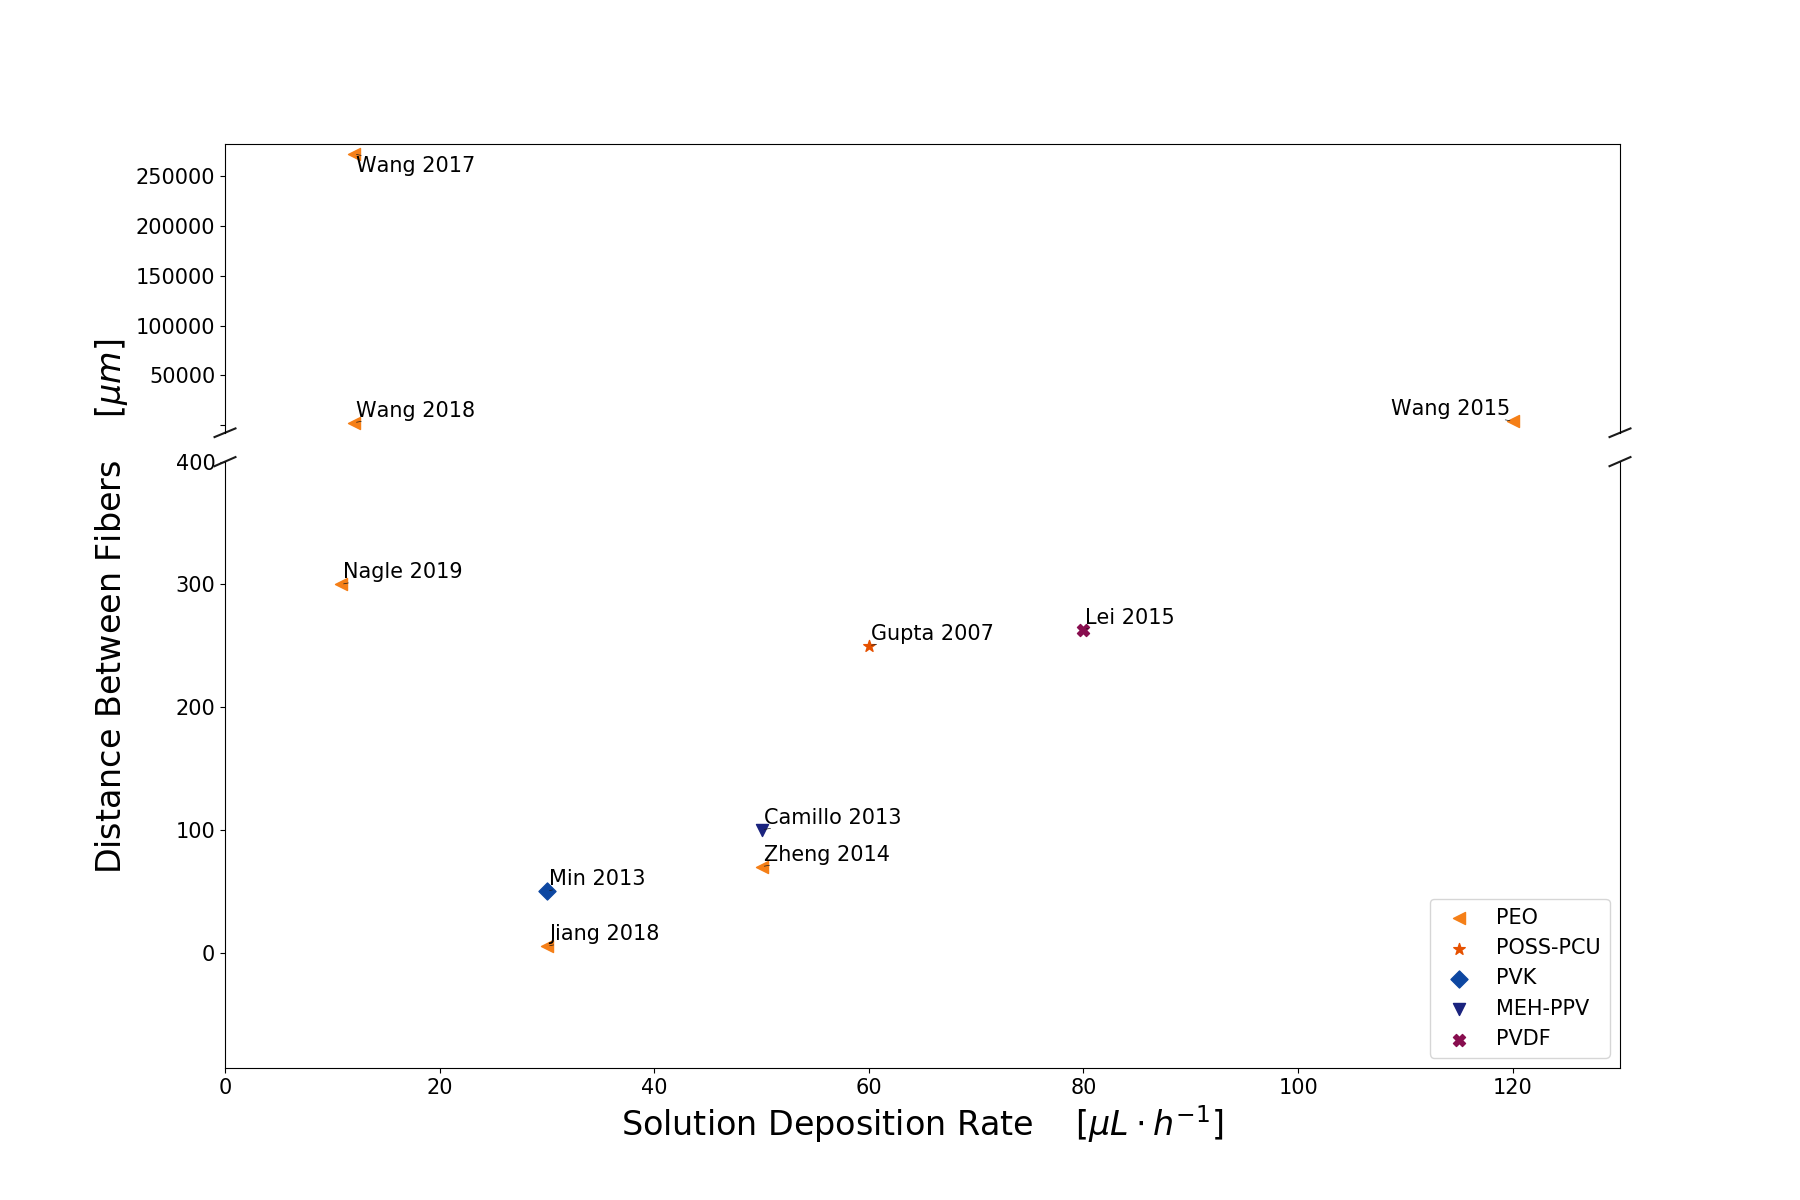 250000
200000
150000
100000
50000
400
300
200
100
0
Distance Between Fibers [μm]
Wang 2017
Wang 2018
Wang 2015
Nagle 2019
Gupta 2007
Lei 2015
Camillo 2013
Zheng 2014
Min 2013
Jiang 2018
PEO
POSS-PCU
PVK
MEH-PPV
PVDF
0 20 40 60 80 100 120
Solution Deposition Rate [μL · h⁻¹]